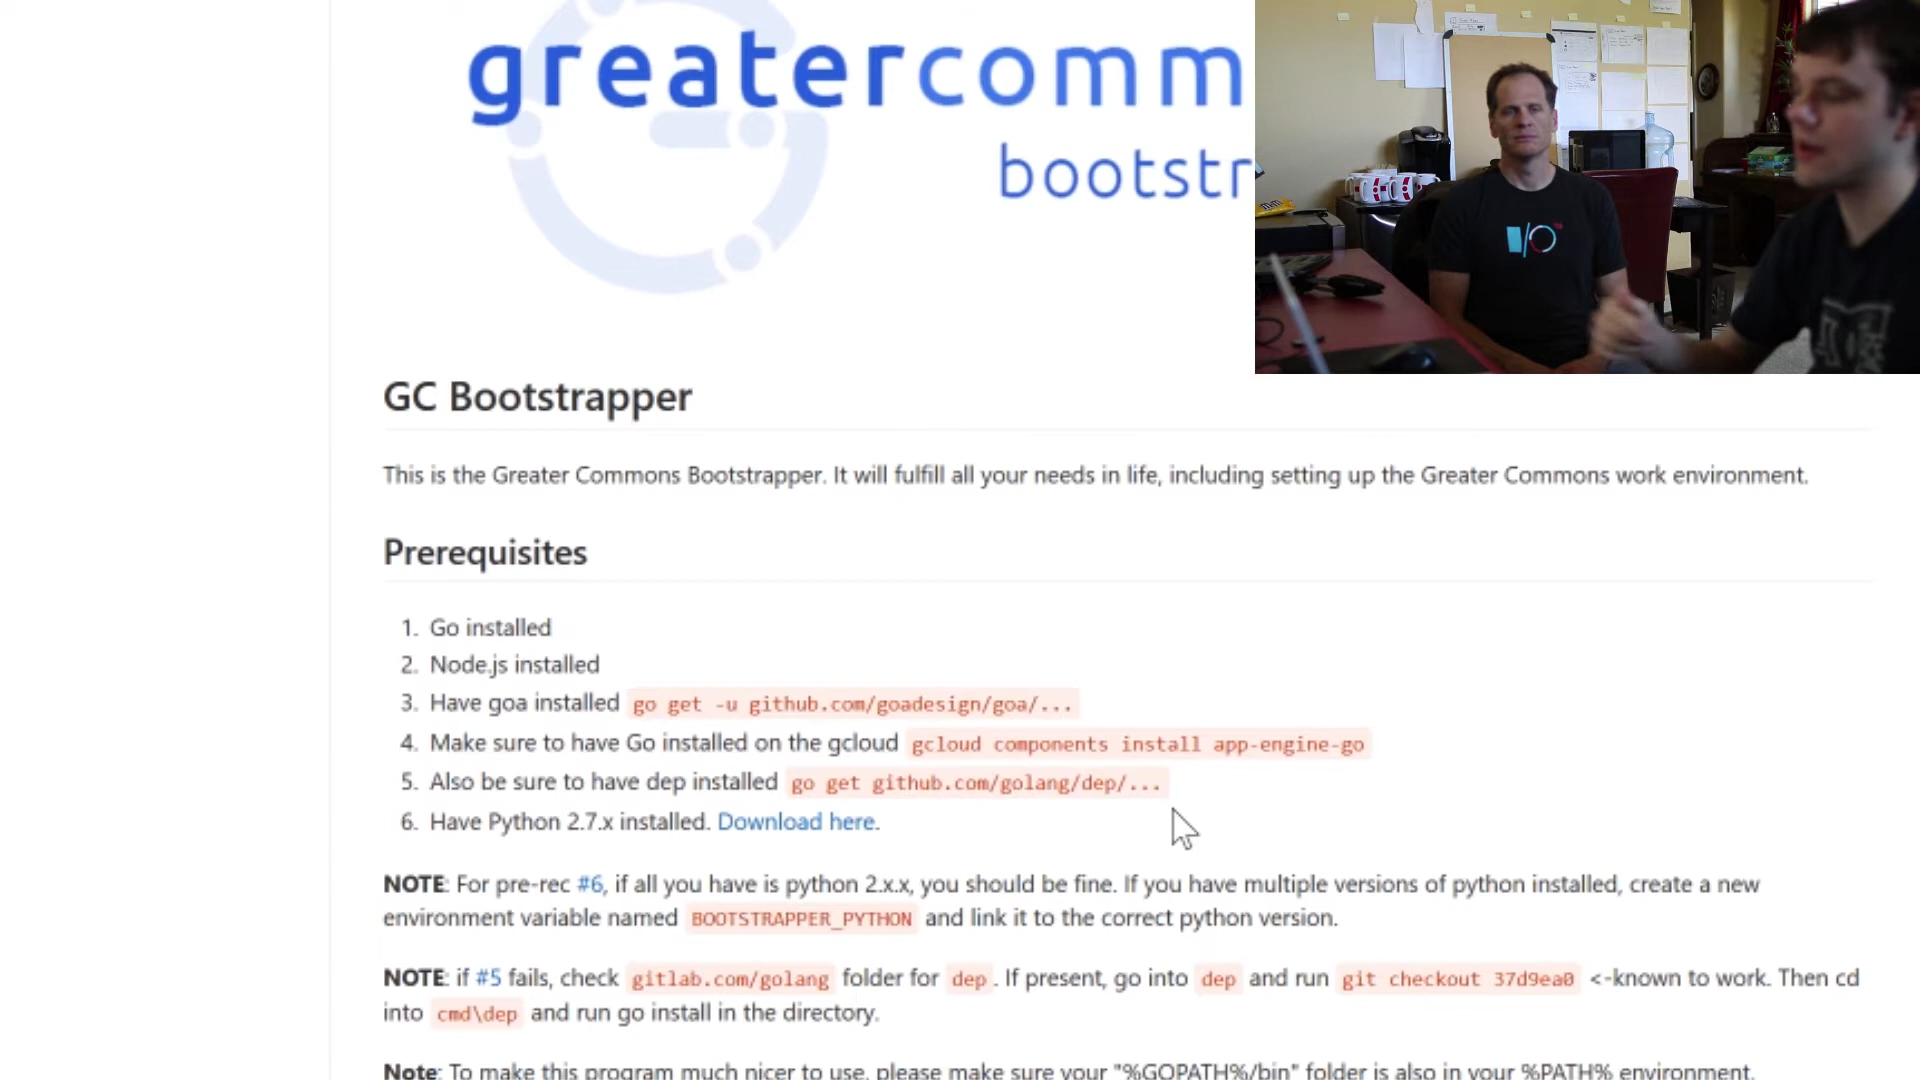 greatercomm
bootstr
I/O
GC Bootstrapper
This is the Greater Commons Bootstrapper. It will fulfill all your needs in life, including setting up the Greater Commons work environment.
Prerequisites
1. Go installed
2. Node.js installed
3. Have goa installed go get -u github.com/goadesign/goa/...
4. Make sure to have Go installed on the gcloud gcloud components install app-engine-go
5. Also be sure to have dep installed go get github.com/golang/dep/...
6. Have Python 2.7.x installed. Download here.
NOTE: For pre-rec #6, if all you have is python 2.x.x, you should be fine. If you have multiple versions of python installed, create a new
environment variable named BOOTSTRAPPER_PYTHON and link it to the correct python version.
NOTE: if #5 fails, check gitlab.com/golang folder for dep . If present, go into dep and run git checkout 37d9ea0 <-known to work. Then cd
into cmd\dep and run go install in the directory.
Note: To make this program much nicer to use, please make sure your "%GOPATH%/bin" folder is also in your %PATH% environment.